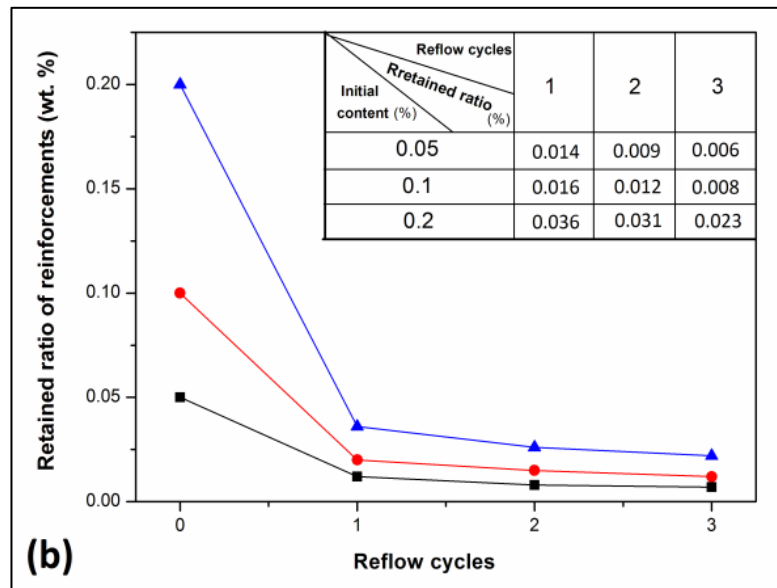 Retained ratio of reinforcements (wt. %)
0.20
0.15
0.10
0.05
0.00
Reflow cycles
Rretained ratio
(%)
Initial
content (%)
1 2 3
0.05 0.014 0.009 0.006
0.1 0.016 0.012 0.008
0.2 0.036 0.031 0.023
0 1 2 3
Reflow cycles
(b)